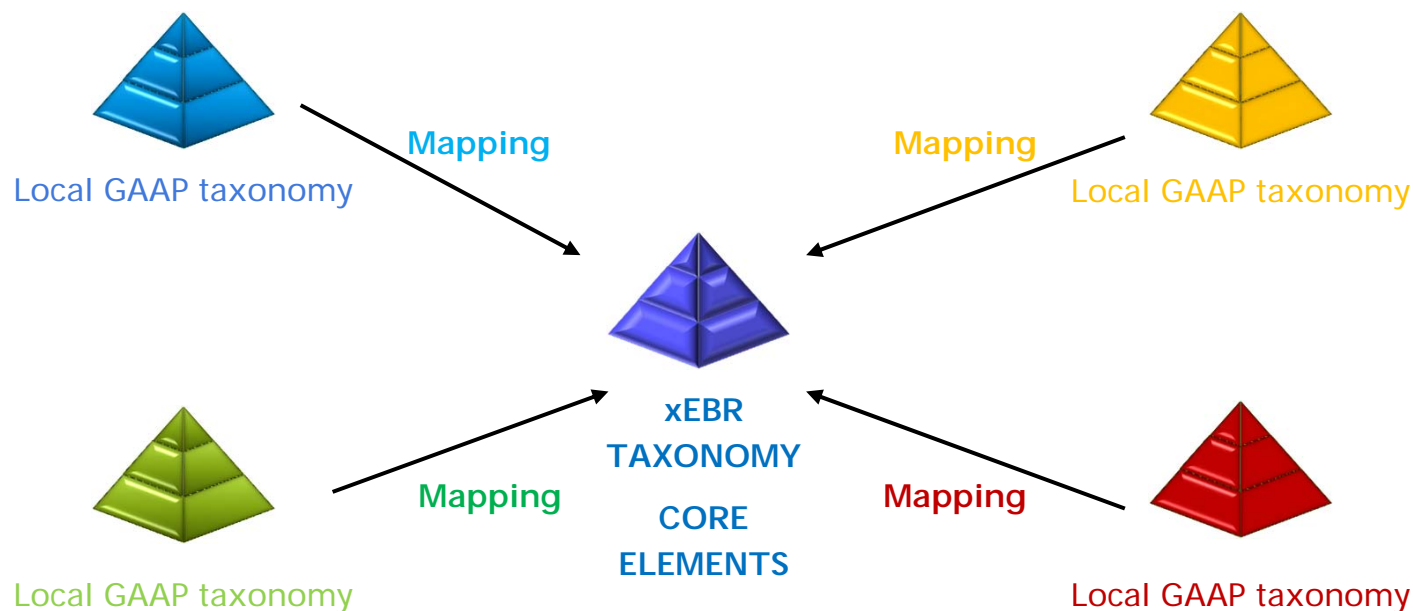 Mapping
Mapping
Local GAAP taxonomy
Local GAAP taxonomy
xEBR
TAXONOMY
Mapping
Mapping
CORE
ELEMENTS
Local GAAP taxonomy
Local GAAP taxonomy